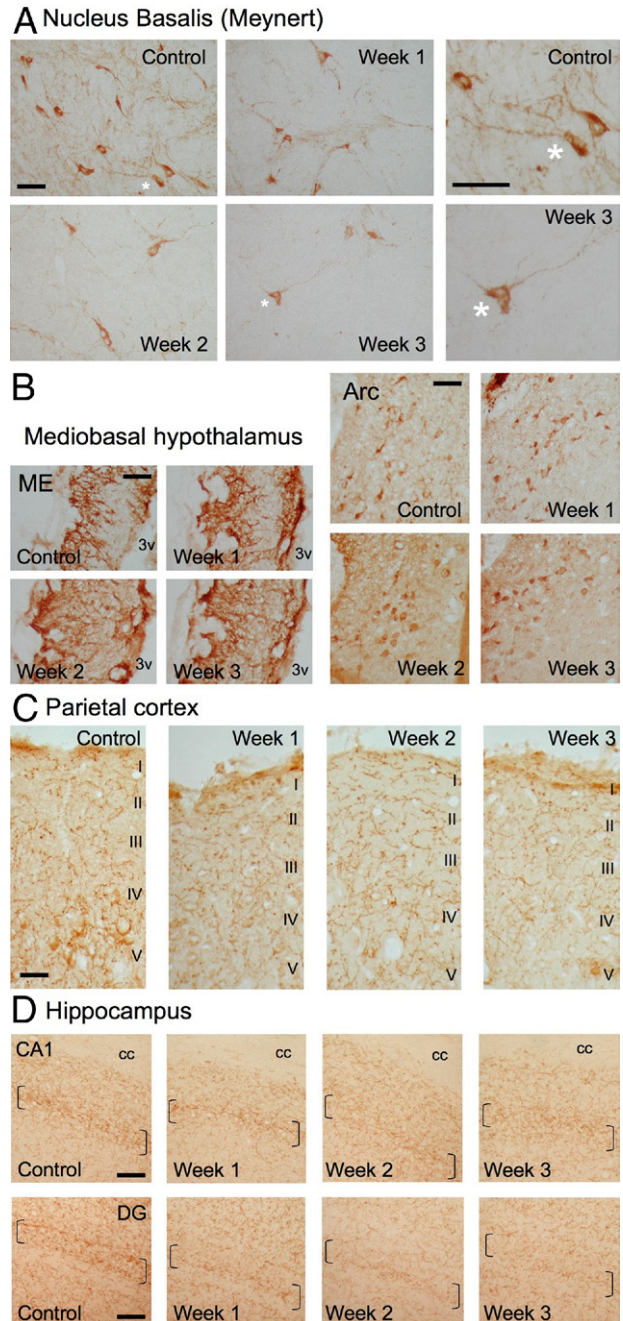 A Nucleus Basalis (Meynert)
Control
Week 1
Control
*
*
Week 2
Week 3
Week 3
*
*
B
Mediobasal hypothalamus
ME
Control
3v
Week 1
3v
Week 2
3v
Week 3
3v
Arc
Control
Week 1
Week 2
Week 3
C Parietal cortex
Control
I
II
III
IV
V
Week 1
I
II
III
IV
V
Week 2
I
II
III
IV
V
Week 3
I
II
III
IV
V
D Hippocampus
CA1
cc
Control
cc
Week 1
cc
Week 2
cc
Week 3
DG
Control
Week 1
Week 2
Week 3